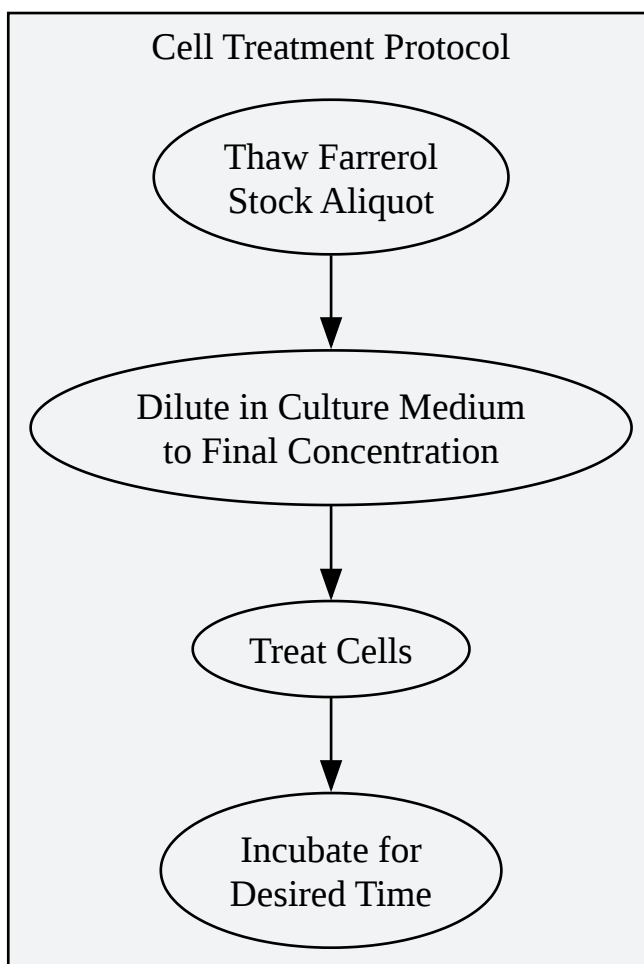 Cell Treatment Protocol
Thaw Farrerol
Stock Aliquot
Dilute in Culture Medium
to Final Concentration
Treat Cells
Incubate for
Desired Time